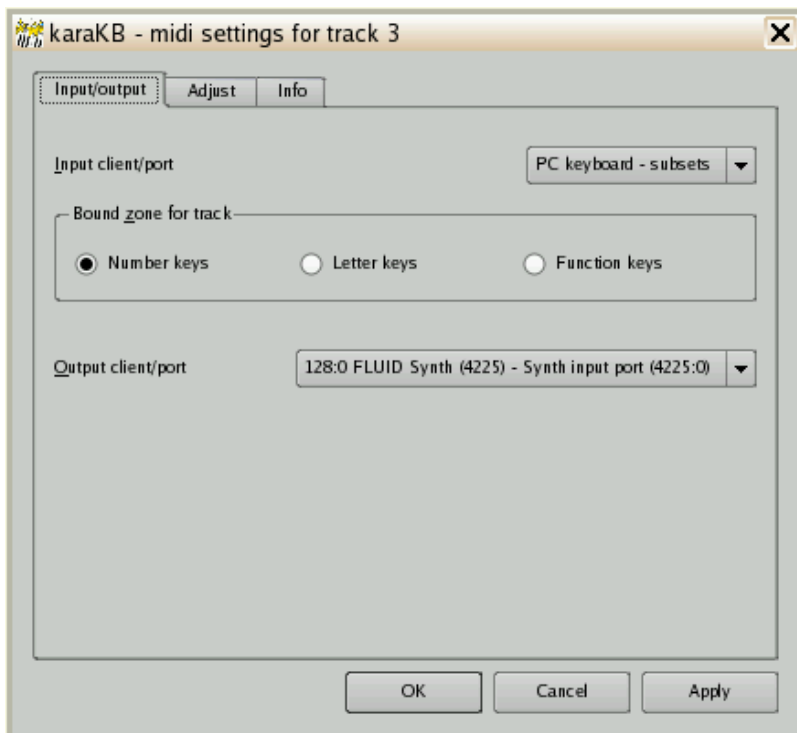 karaKB - midi settings for track 3
Input/output Adjust Info
Input client/port PC keyboard - subsets
Bound zone for track
Number keys Letter keys Function keys
Output client/port 128:0 FLUID Synth (4225) - Synth input port (4225:0)
OK Cancel Apply